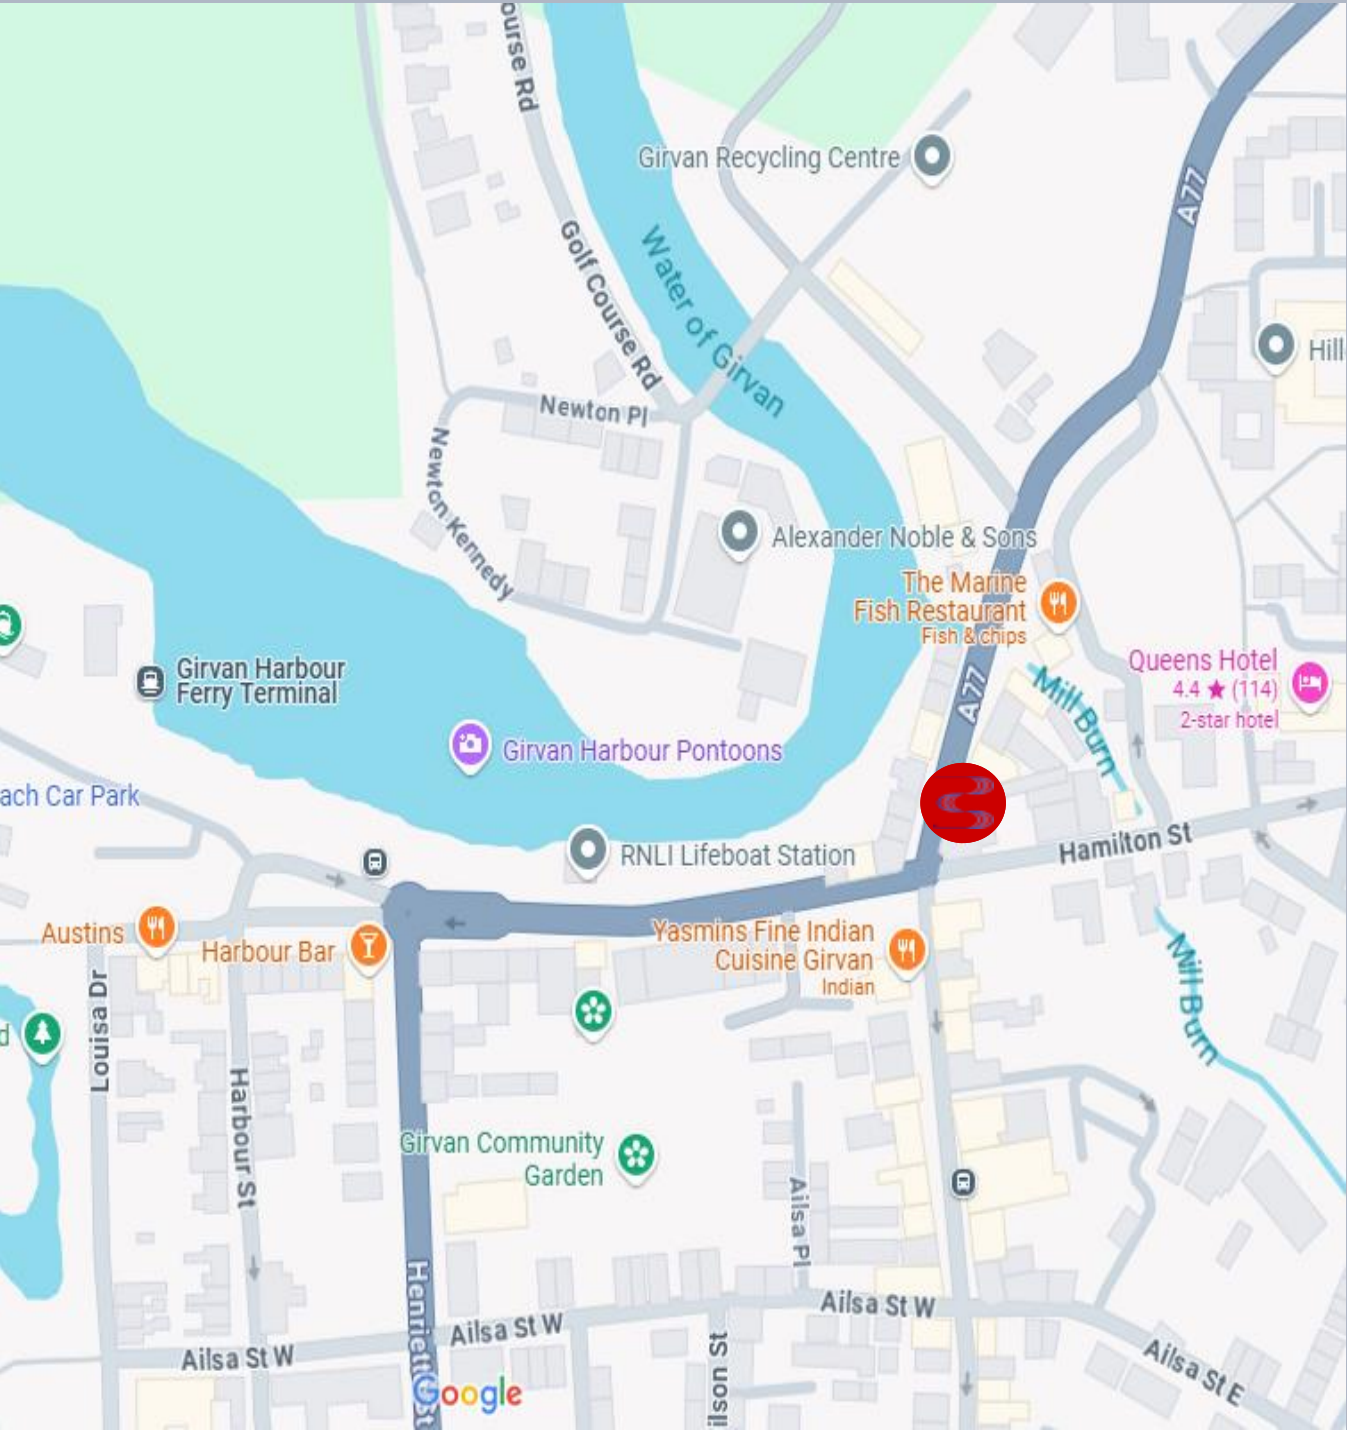 ourse Rd
Girvan Recycling Centre
A77
Golf Course Rd
Water of Girvan
Hill
Newton Pl
Newton Kennedy
Alexander Noble & Sons
The Marine
Fish Restaurant
Fish & chips
Girvan Harbour
Ferry Terminal
A77
Mill Burn
Queens Hotel
4.4 ★ (114)
2-star hotel
Girvan Harbour Pontoons
ach Car Park
RNLI Lifeboat Station
Hamilton St
Austins
Harbour Bar
Yasmins Fine Indian
Cuisine Girvan
Indian
Mill Burn
d
Louisa Dr
Harbour St
Girvan Community
Garden
Ailsa Pl
Henrietta St
Ailsa St W
Ailsa St W
Ailsa St W
ilson St
Ailsa St E
Google